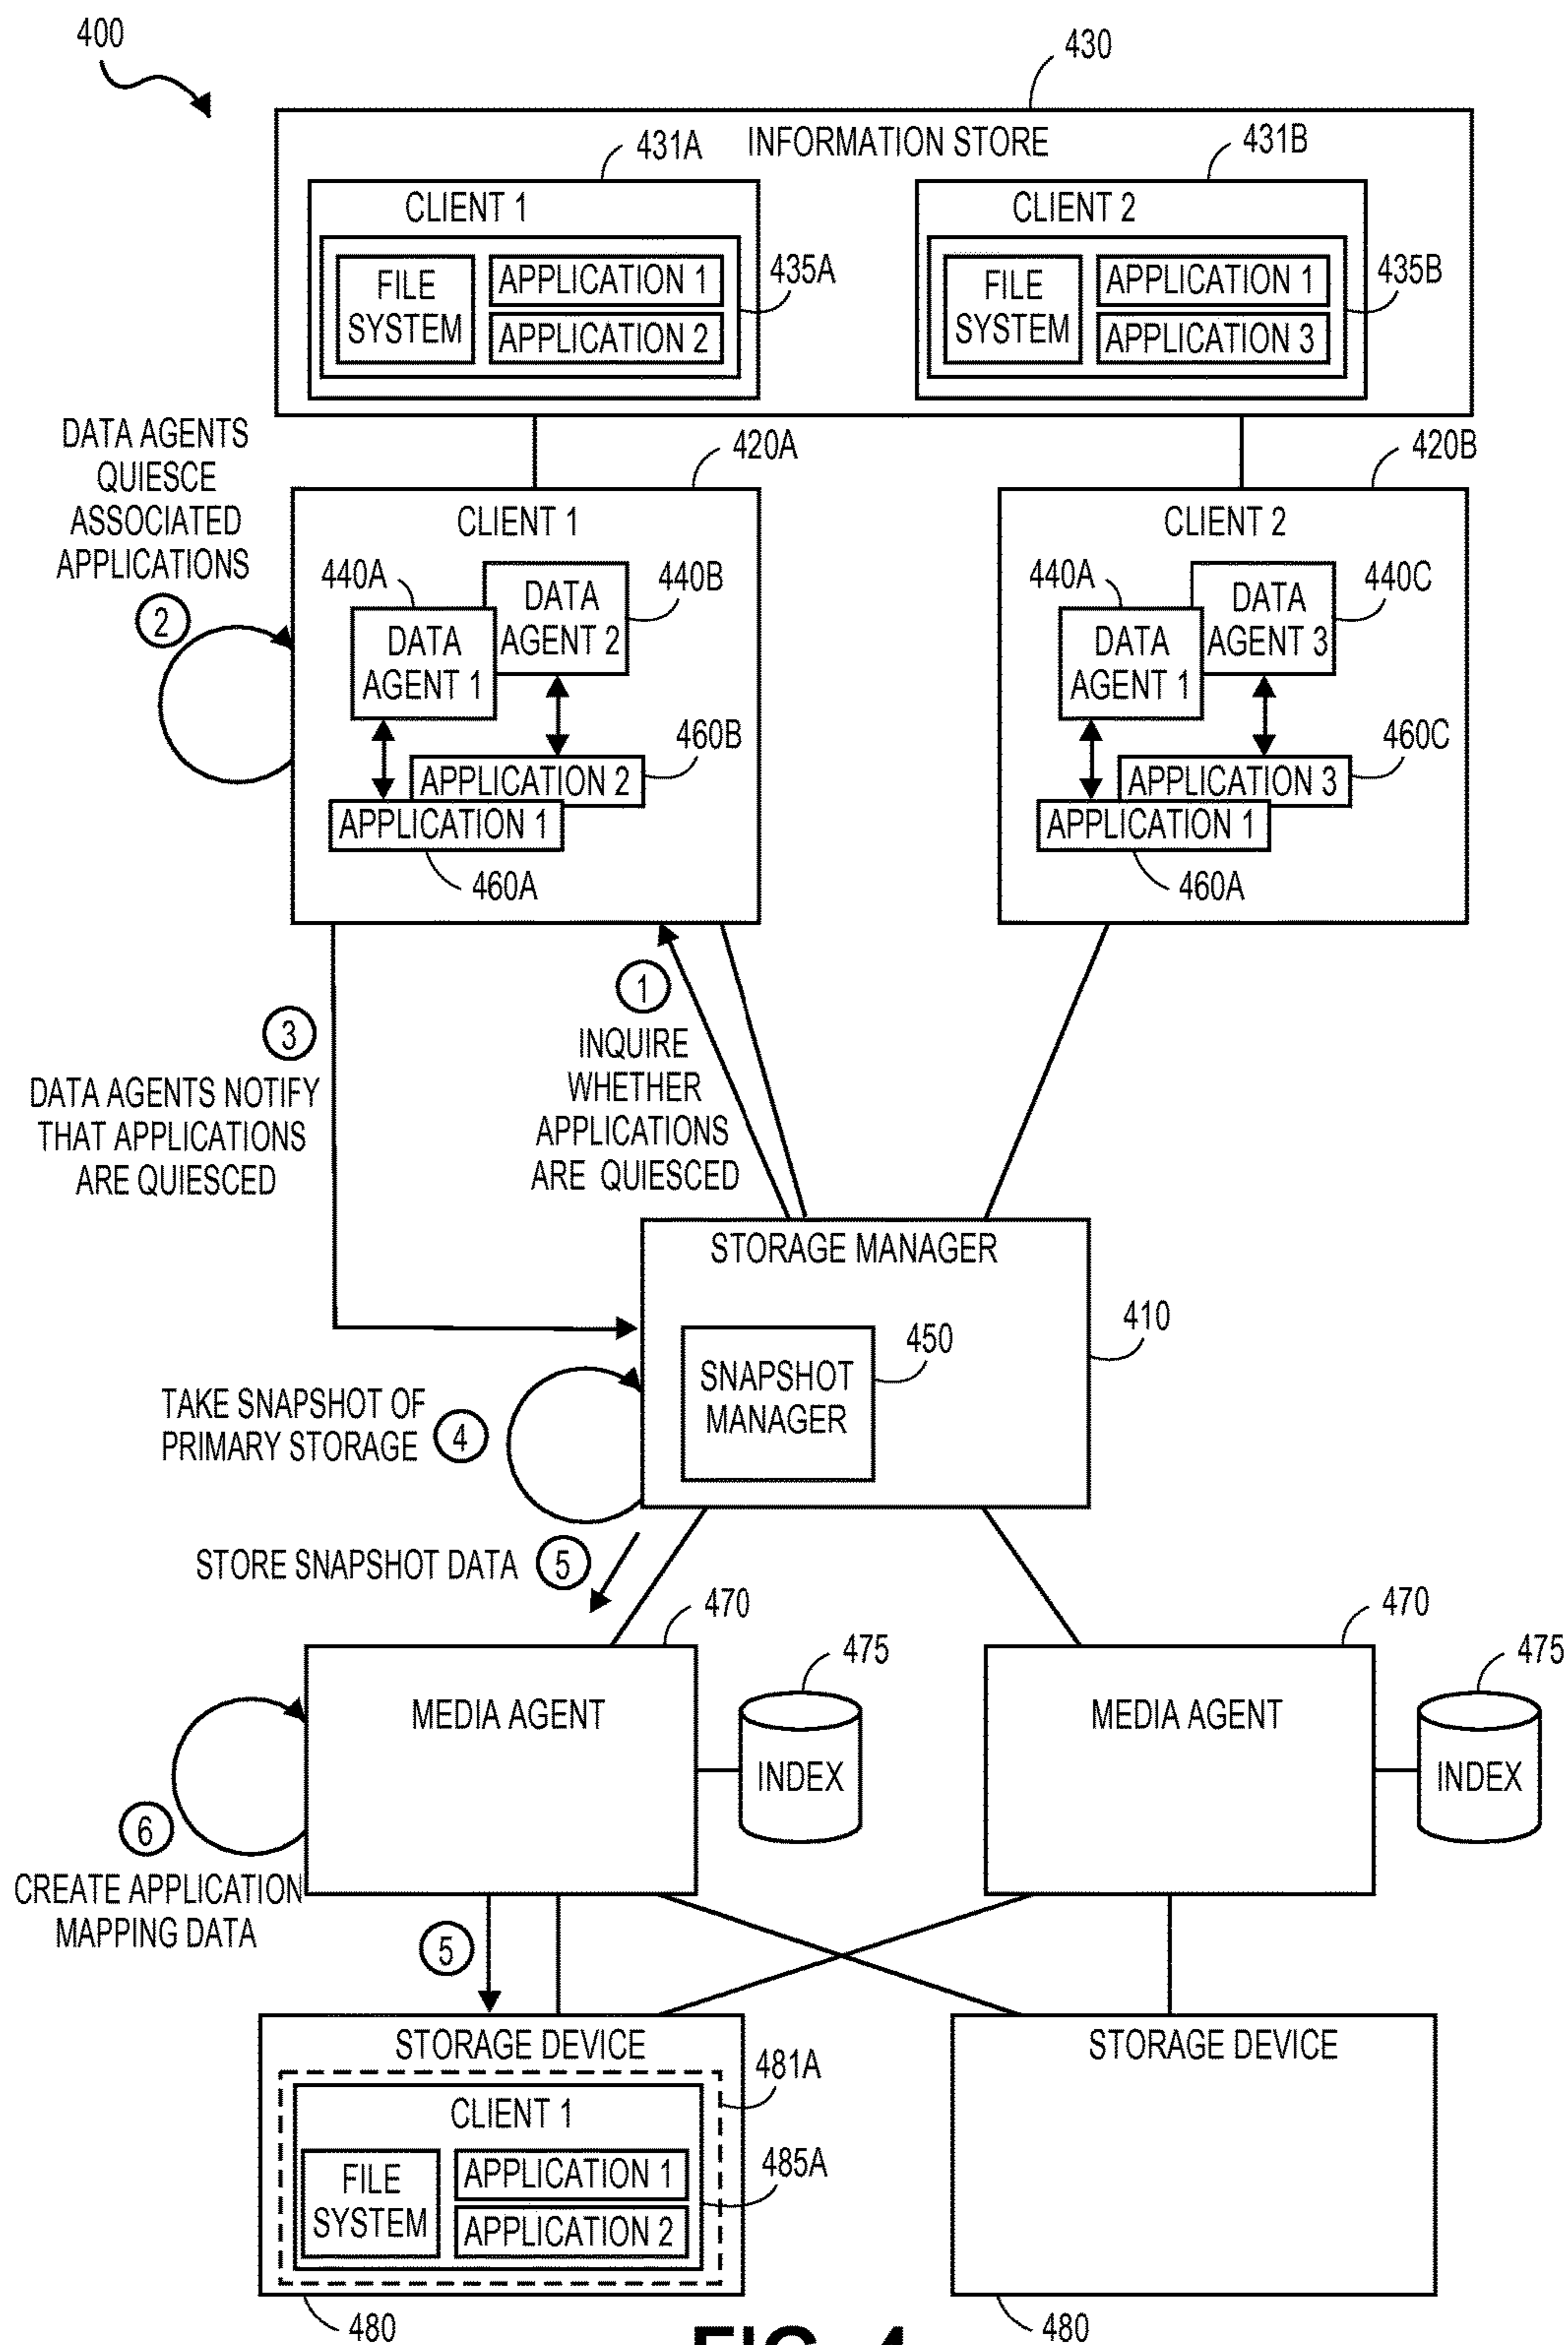 400
430
INFORMATION STORE
431A
431B
CLIENT 1
CLIENT 2
FILE
SYSTEM
APPLICATION 1
APPLICATION 2
435A
FILE
SYSTEM
APPLICATION 1
APPLICATION 3
435B
DATA AGENTS
QUIESCE
ASSOCIATED
APPLICATIONS
2
420A
CLIENT 1
440A
440B
DATA
AGENT 2
DATA
AGENT 1
460B
APPLICATION 2
APPLICATION 1
460A
420B
CLIENT 2
440A
440C
DATA
AGENT 3
DATA
AGENT 1
460C
APPLICATION 3
APPLICATION 1
460A
3
DATA AGENTS NOTIFY
THAT APPLICATIONS
ARE QUIESCED
1
INQUIRE
WHETHER
APPLICATIONS
ARE QUIESCED
STORAGE MANAGER
410
450
SNAPSHOT
MANAGER
TAKE SNAPSHOT OF
PRIMARY STORAGE
4
STORE SNAPSHOT DATA
5
470
MEDIA AGENT
475
INDEX
470
MEDIA AGENT
475
INDEX
6
CREATE APPLICATION
MAPPING DATA
5
STORAGE DEVICE
481A
CLIENT 1
FILE
SYSTEM
APPLICATION 1
APPLICATION 2
485A
480
STORAGE DEVICE
480
FIG. 4